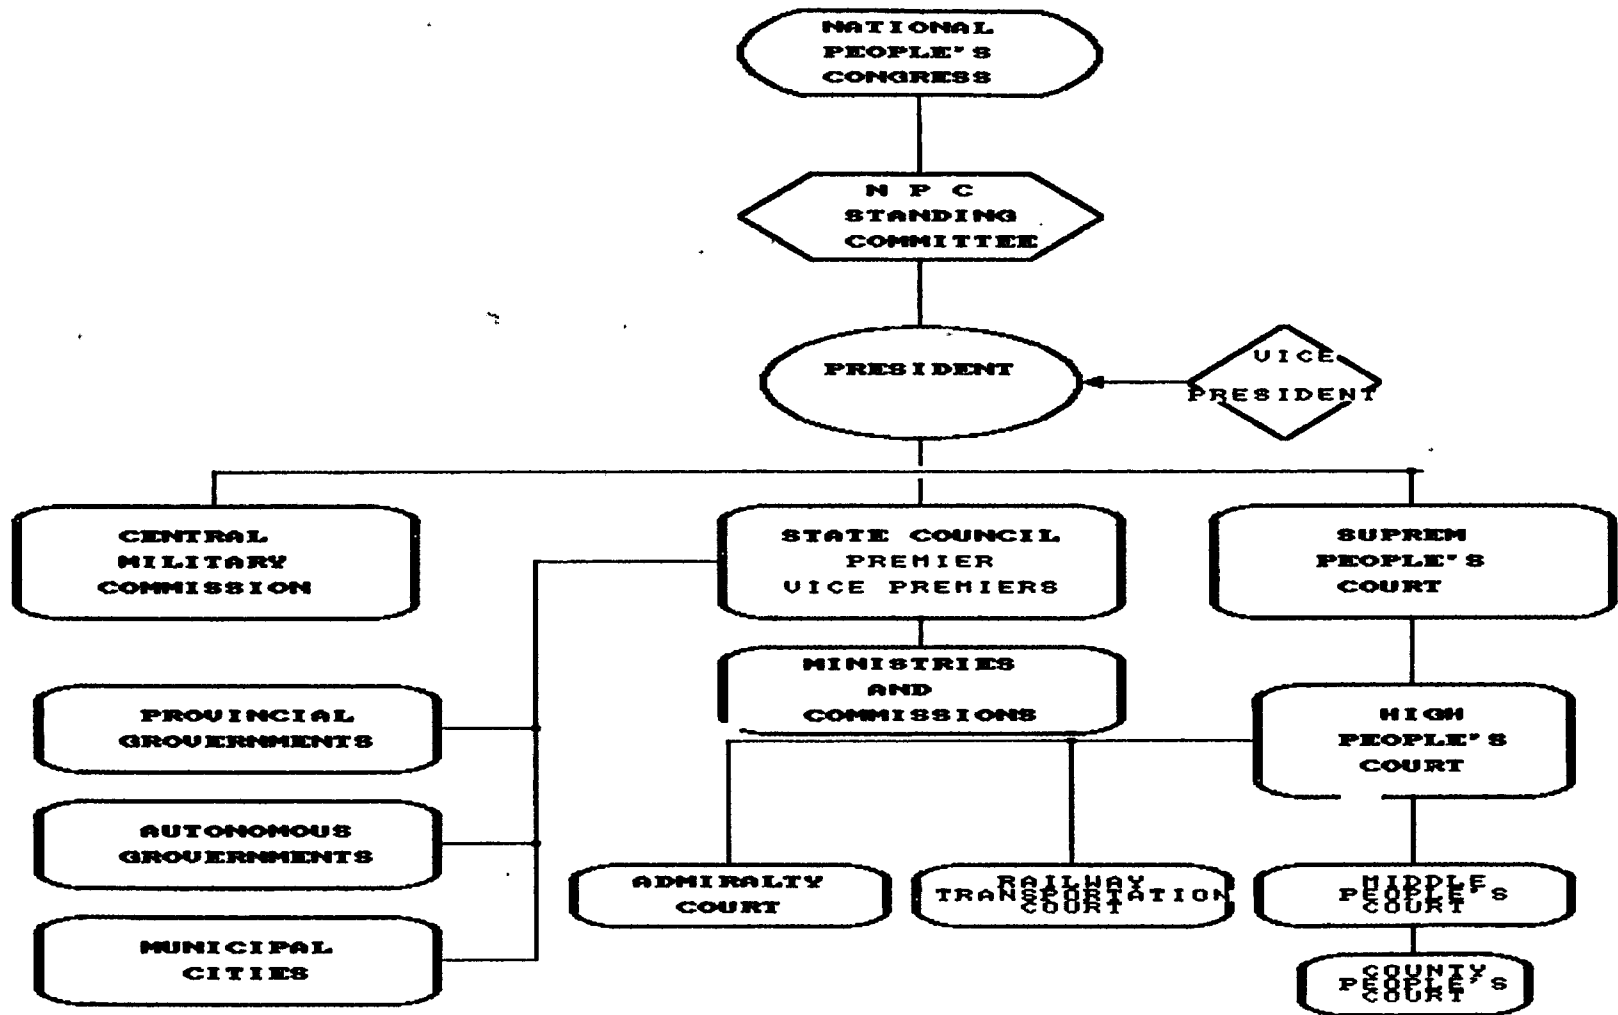 NATIONAL
PEOPLE'S
CONGRESS
N P C
STANDING
COMMITTEE
PRESIDENT
VICE
PRESIDENT
CENTRAL
MILITARY
COMMISSION
STATE COUNCIL
PREMIER
VICE PREMIERS
SUPREM
PEOPLE'S
COURT
MINISTRIES
AND
COMMISSIONS
PROVINCIAL
GROVERNMENTS
HIGH
PEOPLE'S
COURT
AUTONOMOUS
GROVERNMENTS
ADMIRALTY
COURT
RAILWAY
TRANSPORTATION
COURT
MIDDLE
PEOPLE'S
COURT
MUNICIPAL
CITIES
COUNTY
PEOPLE'S
COURT